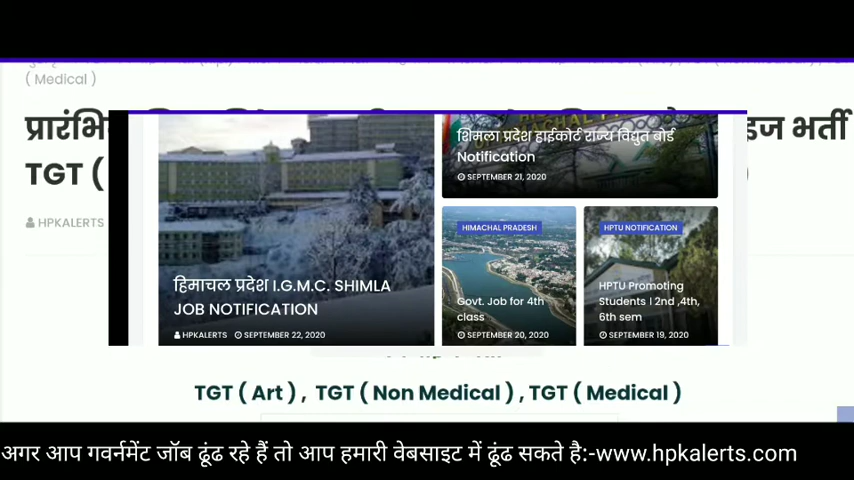 ( Medical )
डज भर्ती
TGT (
HPKALERTS
शिमला प्रदेश हाईकोर्ट राज्य विद्युत बोर्ड
Notification
SEPTEMBER 21, 2020
हिमाचल प्रदेश I.G.M.C. SHIMLA
JOB NOTIFICATION
HPKALERTS SEPTEMBER 22, 2020
HIMACHAL PRADESH
Govt. Job for 4th
class
SEPTEMBER 20, 2020
HPTU NOTIFICATION
HPTU Promoting
Students । 2nd ,4th,
6th sem
SEPTEMBER 19, 2020
TGT ( Art ) , TGT ( Non Medical ) , TGT ( Medical )
अगर आप गवर्नमेंट जॉब ढूंढ रहे हैं तो आप हमारी वेबसाइट में ढूंढ सकते है:-www.hpkalerts.com